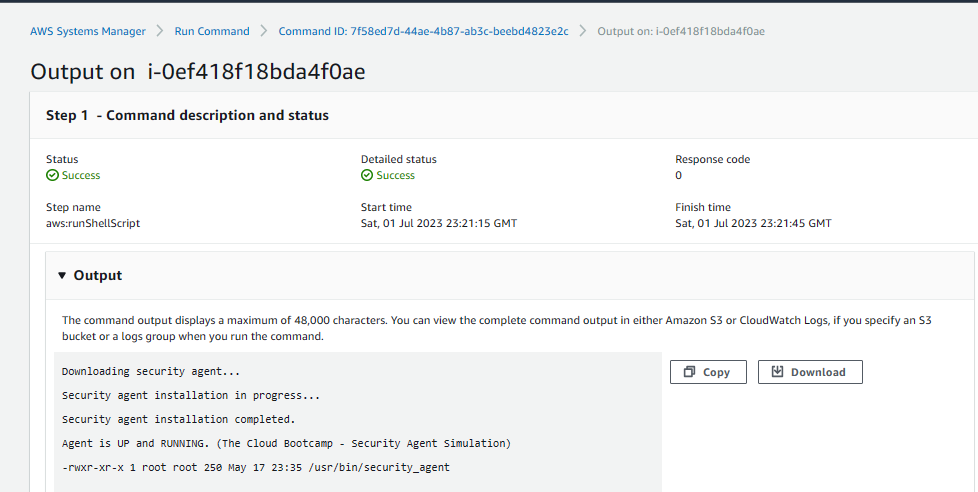 AWS Systems Manager > Run Command > Command ID: 7f58ed7d-44ae-4b87-ab3c-beebd4823e2c > Output on: i-0ef418f18bda4f0ae
Output on i-0ef418f18bda4f0ae
Step 1 - Command description and status
Status Detailed status Response code
Success Success 0
Step name Start time Finish time
aws:runShellScript Sat, 01 Jul 2023 23:21:15 GMT Sat, 01 Jul 2023 23:21:45 GMT
▼ Output
The command output displays a maximum of 48,000 characters. You can view the complete command output in either Amazon S3 or CloudWatch Logs, if you specify an S3
bucket or a logs group when you run the command.
Copy Download
Downloading security agent...
Security agent installation in progress...
Security agent installation completed.
Agent is UP and RUNNING. (The Cloud Bootcamp - Security Agent Simulation)
-rwxr-xr-x 1 root root 250 May 17 23:35 /usr/bin/security_agent